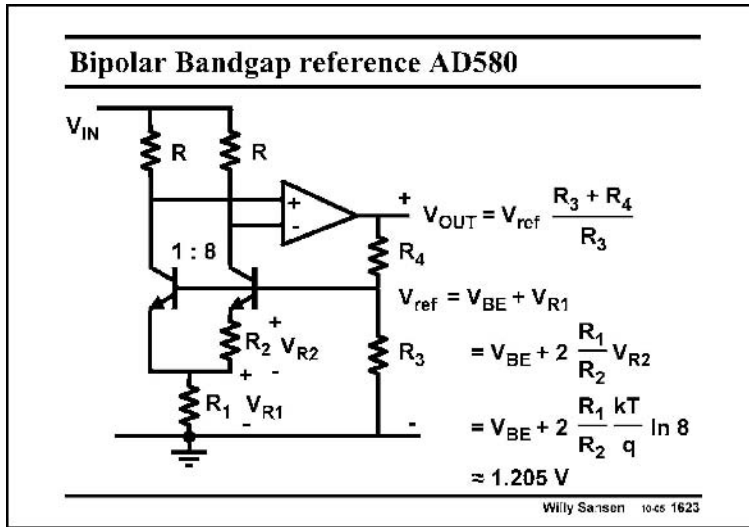 Bipolar Bandgap reference AD580
V_IN
R R
+
-
+
V_OUT = V_ref (R_3 + R_4) / R_3
1 : 8
R_4
V_ref = V_BE + V_R1
R_2 + V_R2 -
R_3
= V_BE + 2 (R_1 / R_2) V_R2
R_1 + V_R1 -
-
= V_BE + 2 (R_1 / R_2) (kT / q) ln 8
≈ 1.205 V
Willy Sansen 10-05 1623